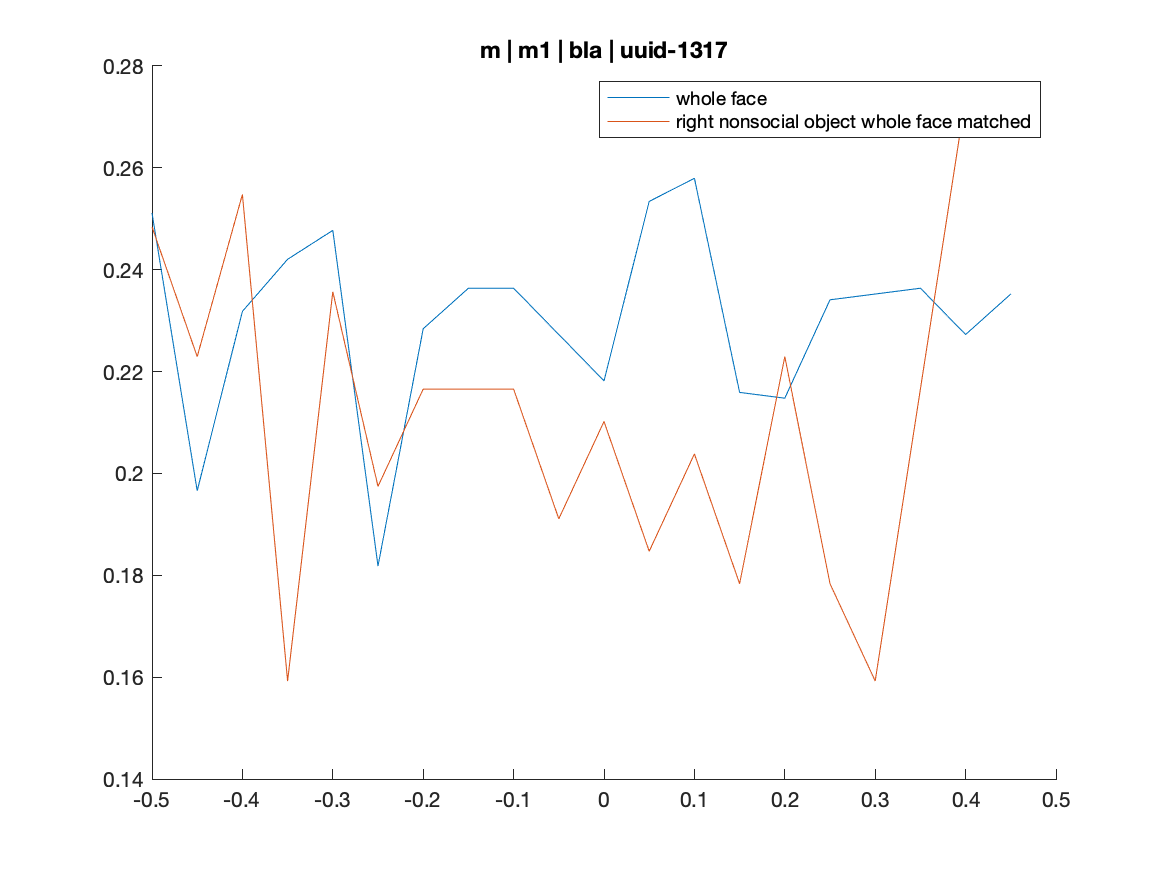 m | m1 | bla | uuid-1317
whole face
right nonsocial object whole face matched
0.28
0.26
0.24
0.22
0.2
0.18
0.16
0.14
-0.5 -0.4 -0.3 -0.2 -0.1 0 0.1 0.2 0.3 0.4 0.5